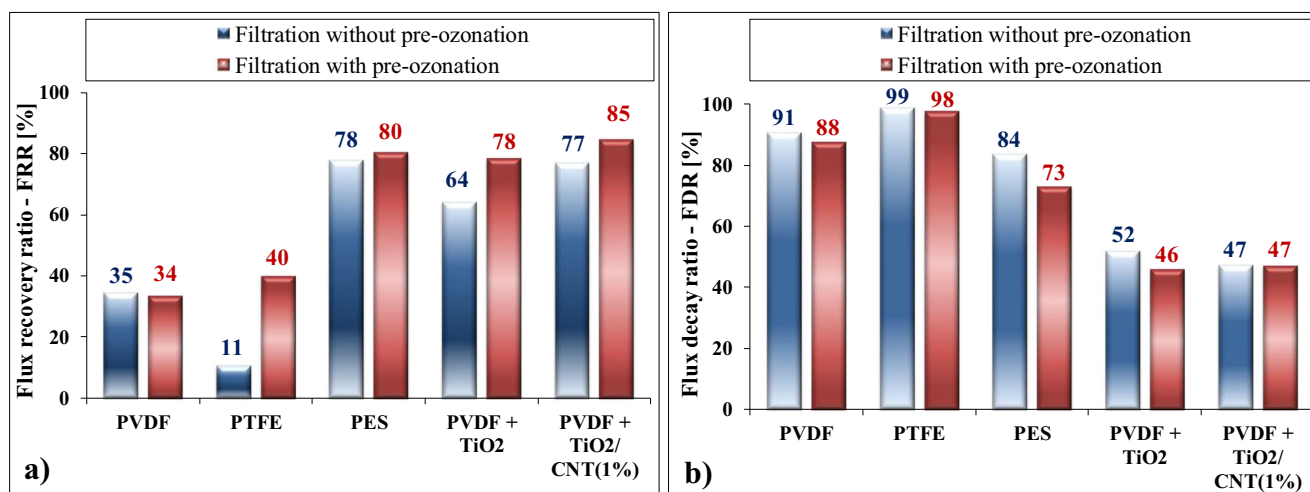 Filtration without pre-ozonation
Filtration with pre-ozonation
Flux recovery ratio - FRR [%]
100
80
60
40
20
0
35
34
11
40
78
80
64
78
77
85
PVDF
PTFE
PES
PVDF +
TiO2
PVDF +
TiO2/
CNT(1%)
a)
Filtration without pre-ozonation
Filtration with pre-ozonation
Flux decay ratio - FDR [%]
100
80
60
40
20
0
91
88
99
98
84
73
52
46
47
47
PVDF
PTFE
PES
PVDF +
TiO2
PVDF +
TiO2/
CNT(1%)
b)